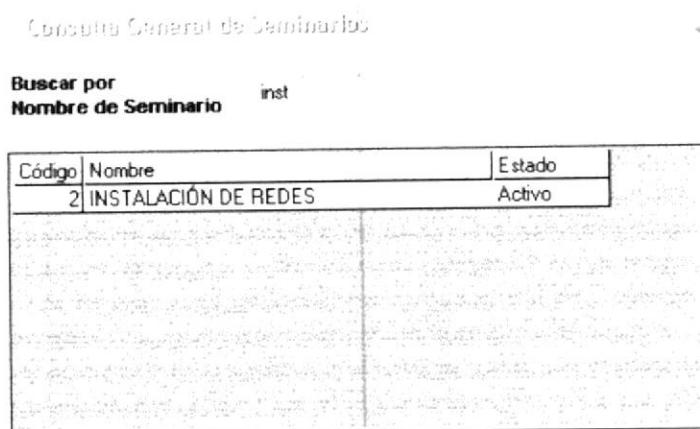 Consulta General de Seminarios
Buscar por
Nombre de Seminario
inst
Código Nombre Estado
2 INSTALACIÓN DE REDES Activo